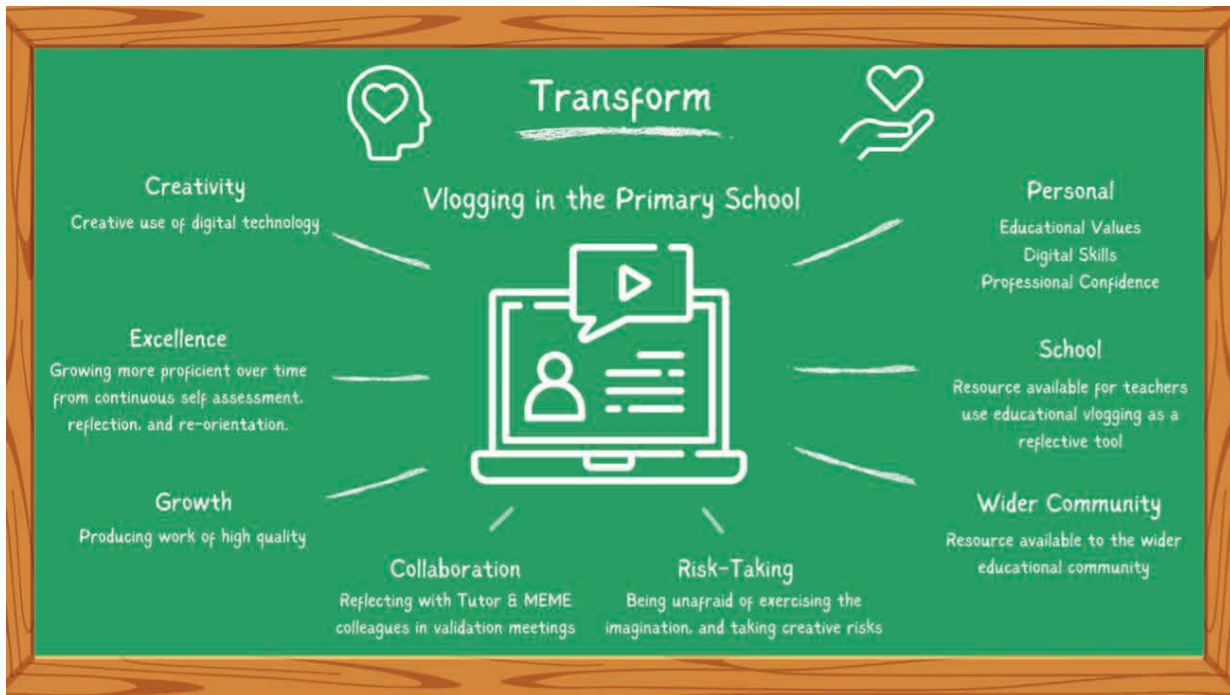 Transform
Vlogging in the Primary School
Creativity
Creative use of digital technology
Excellence
Growing more proficient over time
from continuous self assessment,
reflection, and re-orientation.
Growth
Producing work of high quality
Collaboration
Reflecting with Tutor & MEME
colleagues in validation meetings
Risk-Taking
Being unafraid of exercising the
imagination, and taking creative risks
Personal
Educational Values
Digital Skills
Professional Confidence
School
Resource available for teachers
use educational vlogging as a
reflective tool
Wider Community
Resource available to the wider
educational community